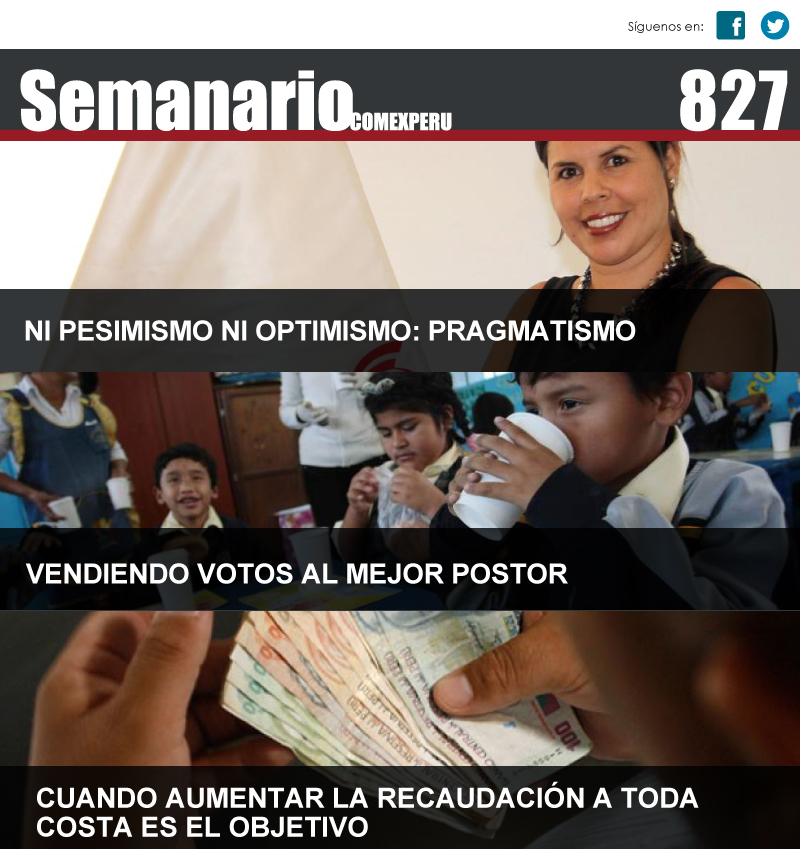 Síguenos en:
Semanario COMEXPERU
827
NI PESIMISMO NI OPTIMISMO: PRAGMATISMO
VENDIENDO VOTOS AL MEJOR POSTOR
CUANDO AUMENTAR LA RECAUDACIÓN A TODA
COSTA ES EL OBJETIVO
100